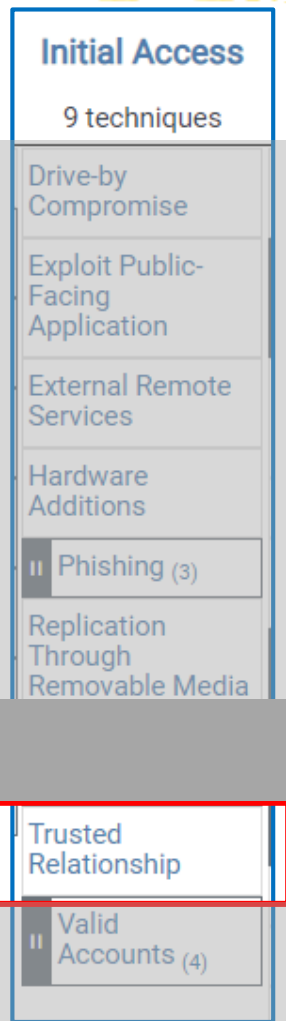 Initial Access
9 techniques
Drive-by
Compromise
Exploit Public-
Facing
Application
External Remote
Services
Hardware
Additions
Phishing (3)
Replication
Through
Removable Media
Trusted
Relationship
Valid
Accounts (4)